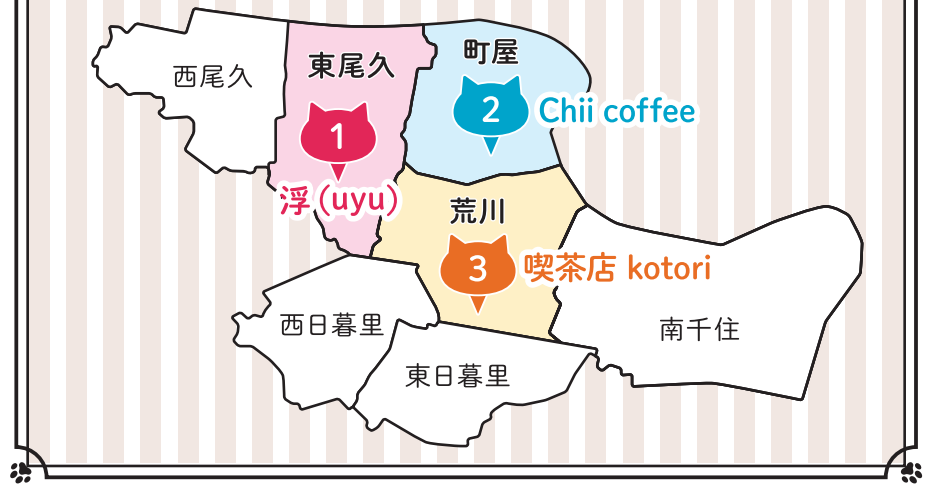 西尾久
東尾久
1
浮(uyu)
町屋
2
Chii coffee
荒川
3
喫茶店 kotori
西日暮里
東日暮里
南千住